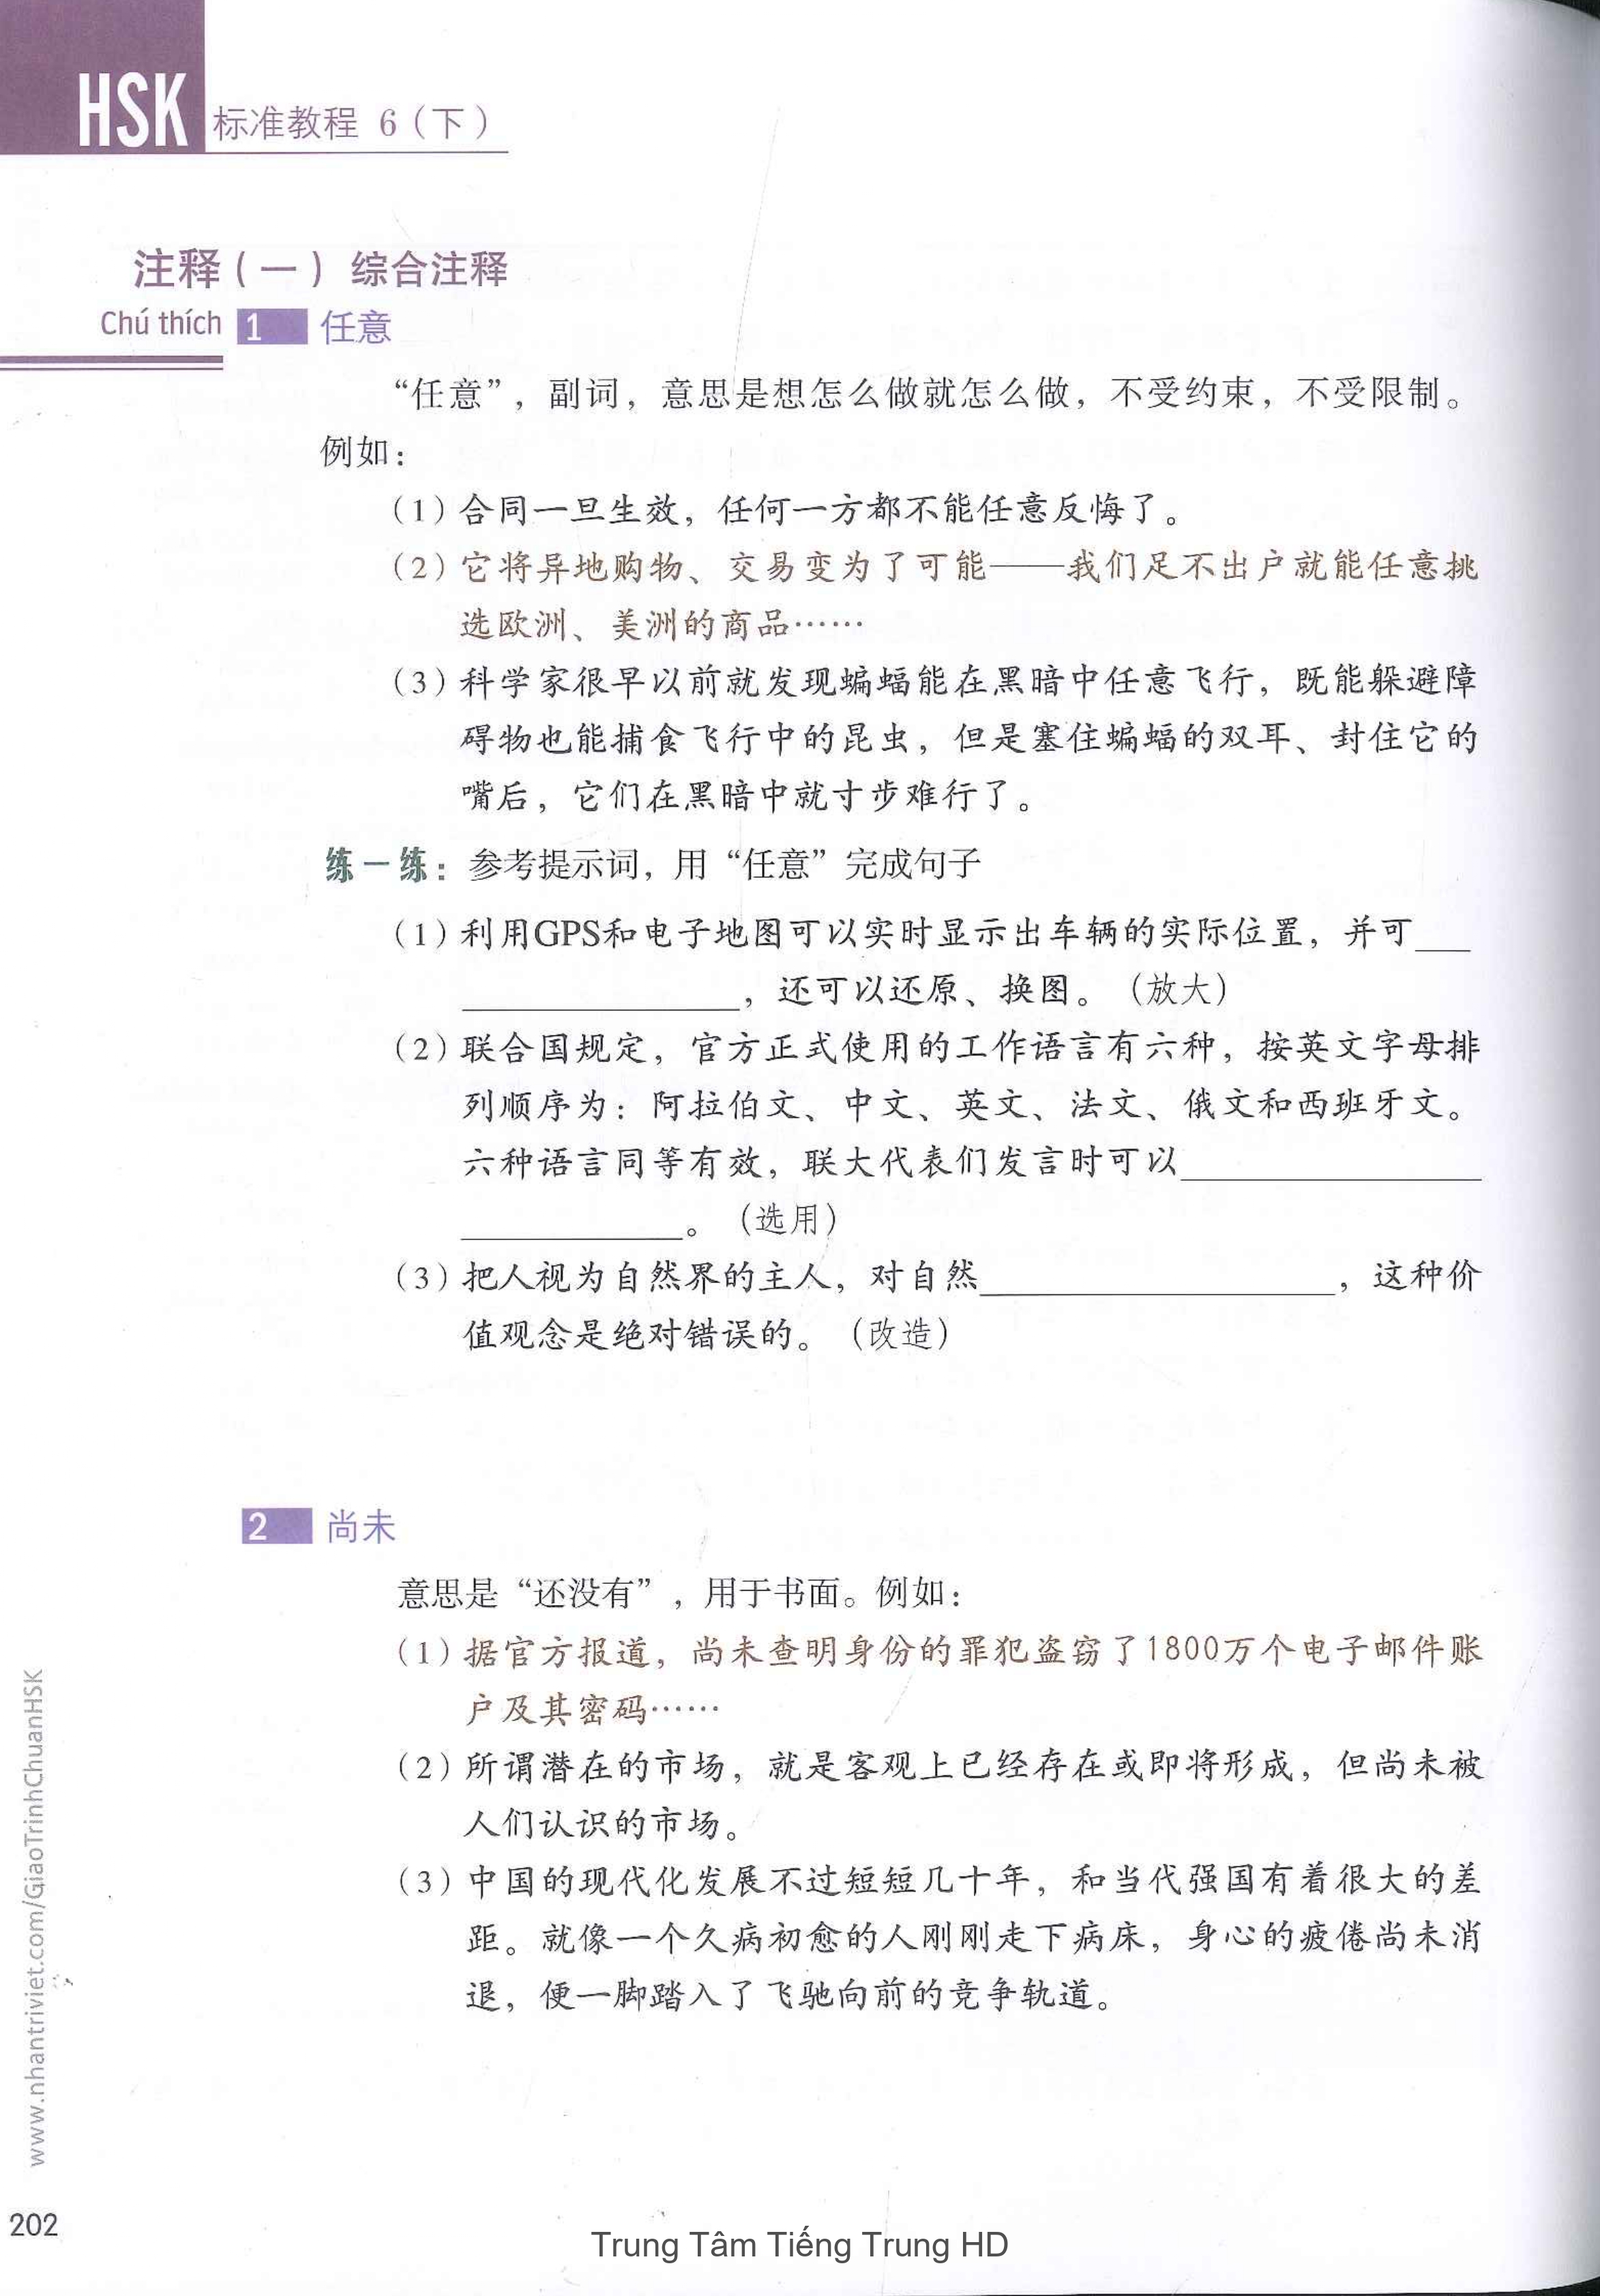 HSK 标准教程 6（下）
注释（一）综合注释
Chú thích 1 任意
“任意”，副词，意思是想怎么做就怎么做，不受约束，不受限制。
例如：
（1）合同一旦生效，任何一方都不能任意反悔了。
（2）它将异地购物、交易变为了可能——我们足不出户就能任意挑
选欧洲、美洲的商品……
（3）科学家很早以前就发现蝙蝠能在黑暗中任意飞行，既能躲避障
碍物也能捕食飞行中的昆虫，但是塞住蝙蝠的双耳、封住它的
嘴后，它们在黑暗中就寸步难行了。
练一练：参考提示词，用“任意”完成句子
（1）利用GPS和电子地图可以实时显示出车辆的实际位置，并可___
_______________，还可以还原、换图。（放大）
（2）联合国规定，官方正式使用的工作语言有六种，按英文字母排
列顺序为：阿拉伯文、中文、英文、法文、俄文和西班牙文。
六种语言同等有效，联大代表们发言时可以________________
____________。（选用）
（3）把人视为自然界的主人，对自然___________________，这种价
值观念是绝对错误的。（改造）
2 尚未
意思是“还没有”，用于书面。例如：
（1）据官方报道，尚未查明身份的罪犯盗窃了1800万个电子邮件账
户及其密码……
（2）所谓潜在的市场，就是客观上已经存在或即将形成，但尚未被
人们认识的市场。
（3）中国的现代化发展不过短短几十年，和当代强国有着很大的差
距。就像一个久病初愈的人刚刚走下病床，身心的疲倦尚未消
退，便一脚踏入了飞驰向前的竞争轨道。
www.nhantriviet.com/GiaoTrinhChuanHSK
202
Trung Tâm Tiếng Trung HD